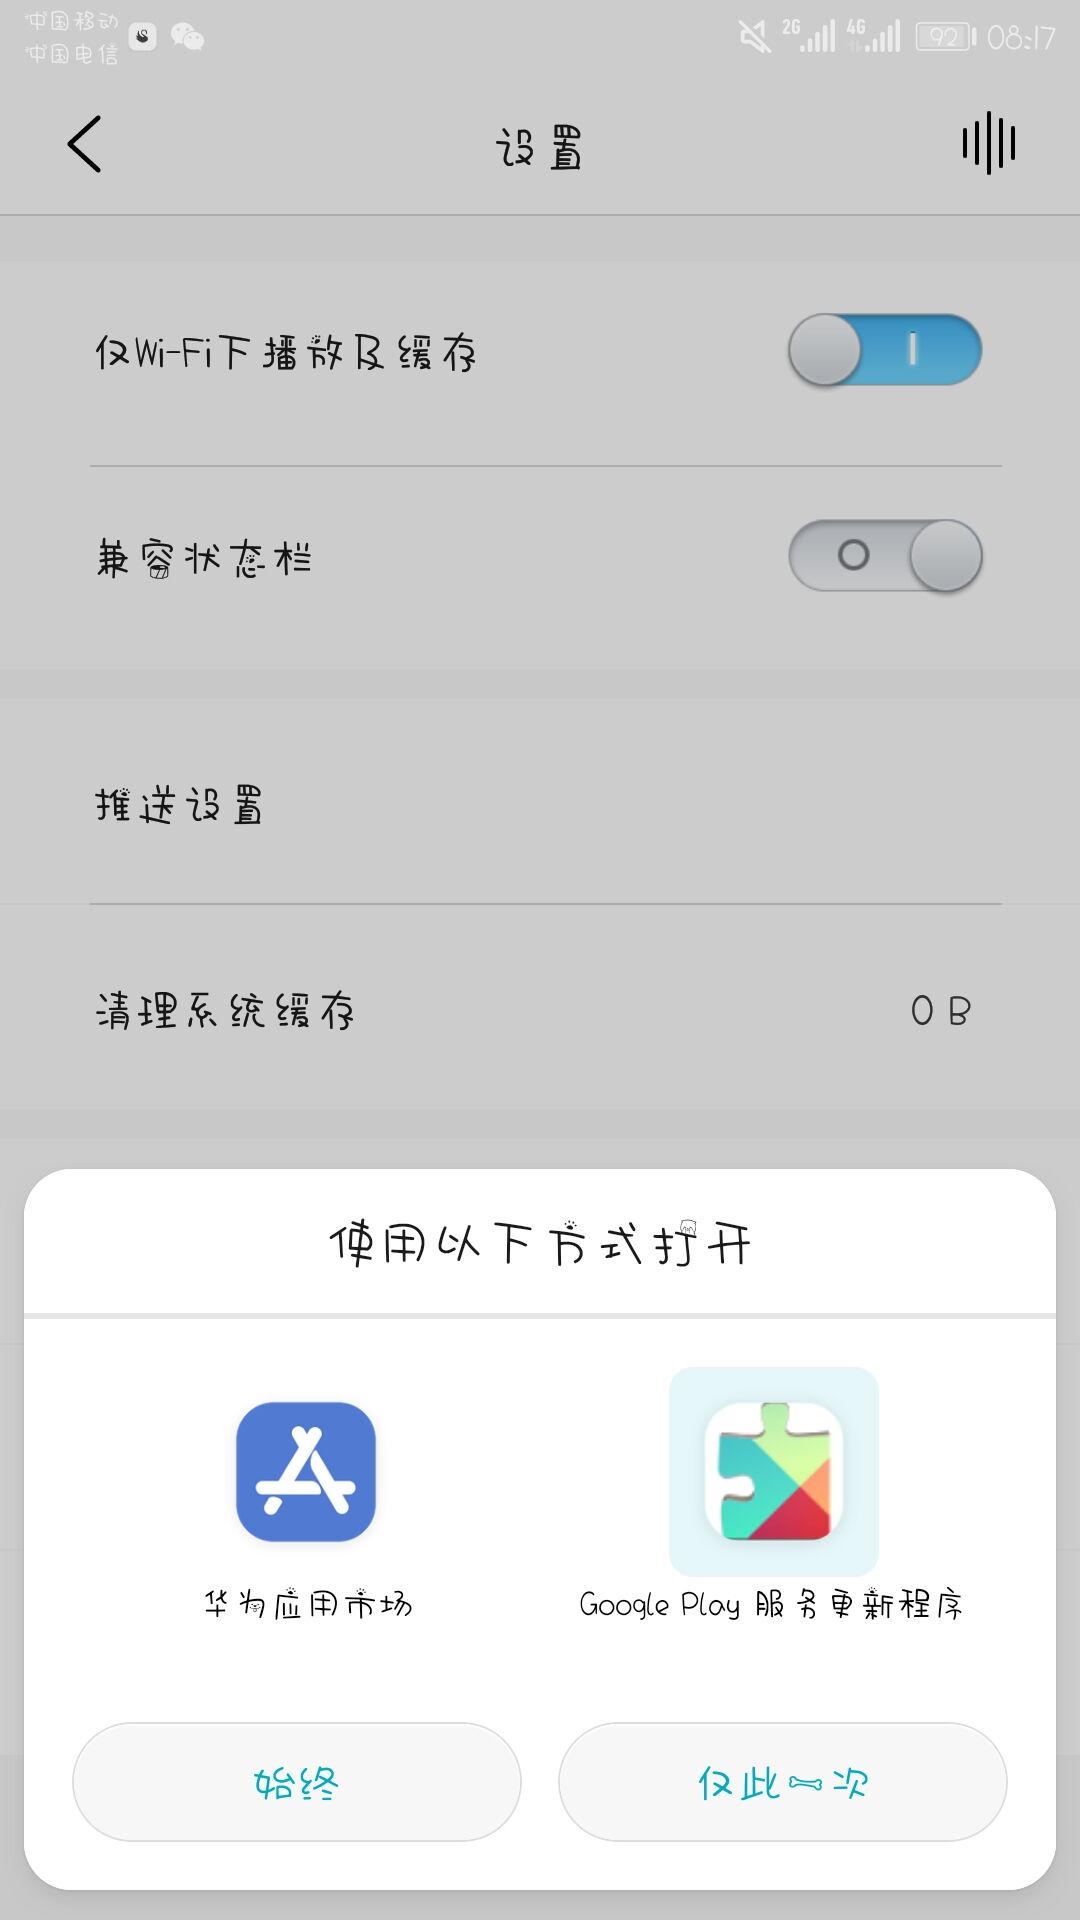 中国移动
中国电信
2G
4G
92
08:17
设置
仅Wi-Fi下播放及缓存
兼容状态栏
推送设置
清理系统缓存
0 B
使用以下方式打开
华为应用市场
Google Play 服务更新程序
始终
仅此一次